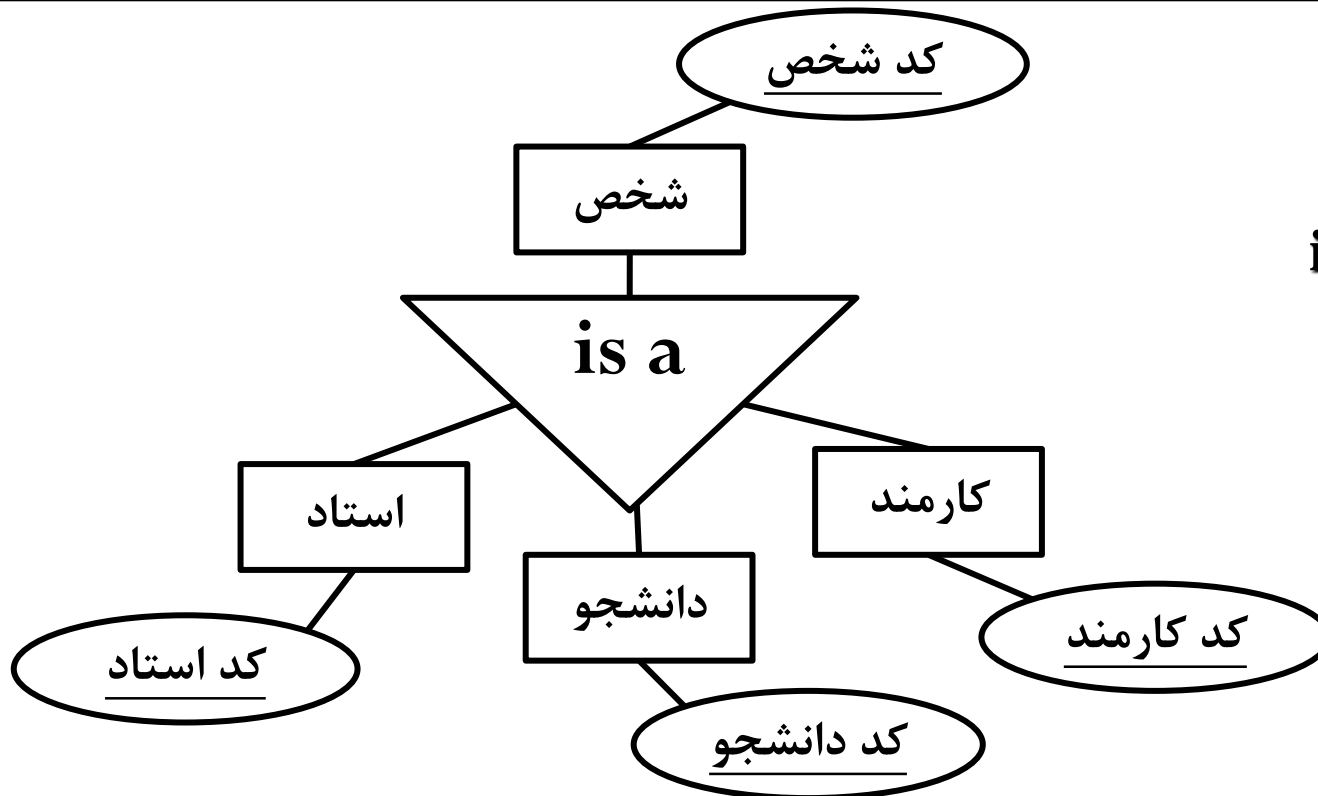 کد شخص
شخص
is a
استاد
کارمند
دانشجو
کد استاد
کد کارمند
کد دانشجو